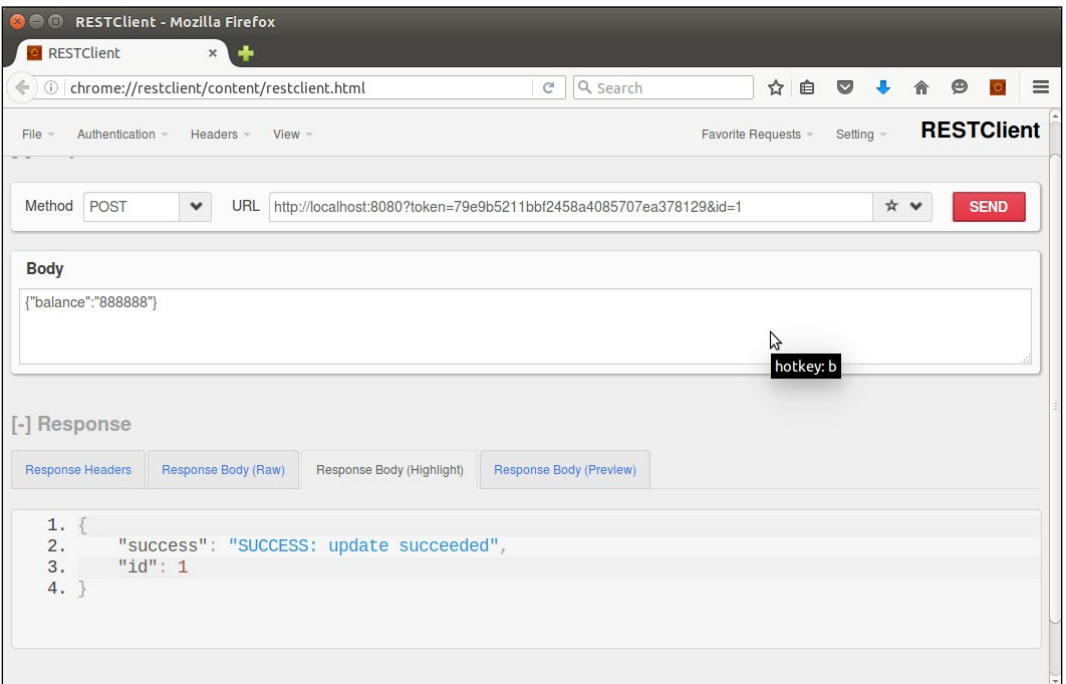 RESTClient - Mozilla Firefox
RESTClient
chrome://restclient/content/restclient.html
Search
File Authentication Headers View Favorite Requests Setting RESTClient
Method POST URL http://localhost:8080?token=79e9b5211bbf2458a4085707ea378129&id=1 SEND
Body
{"balance":"888888"}
hotkey: b
[-] Response
Response Headers Response Body (Raw) Response Body (Highlight) Response Body (Preview)
1. {
2. "success": "SUCCESS: update succeeded",
3. "id": 1
4. }